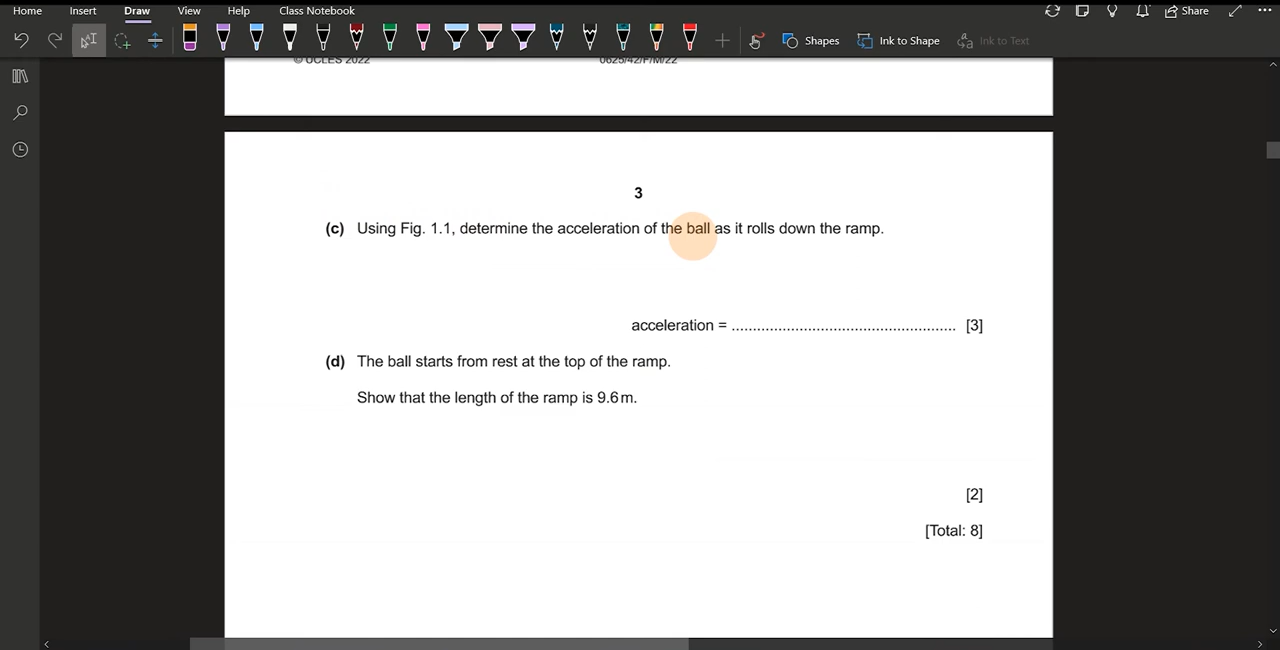 Home Insert Draw View Help Class Notebook Share
Shapes Ink to Shape Ink to Text
© UCLES 2022 0625/42/F/M/22
3
(c) Using Fig. 1.1, determine the acceleration of the ball as it rolls down the ramp.
acceleration = ..................................................... [3]
(d) The ball starts from rest at the top of the ramp.
Show that the length of the ramp is 9.6 m.
[2]
[Total: 8]